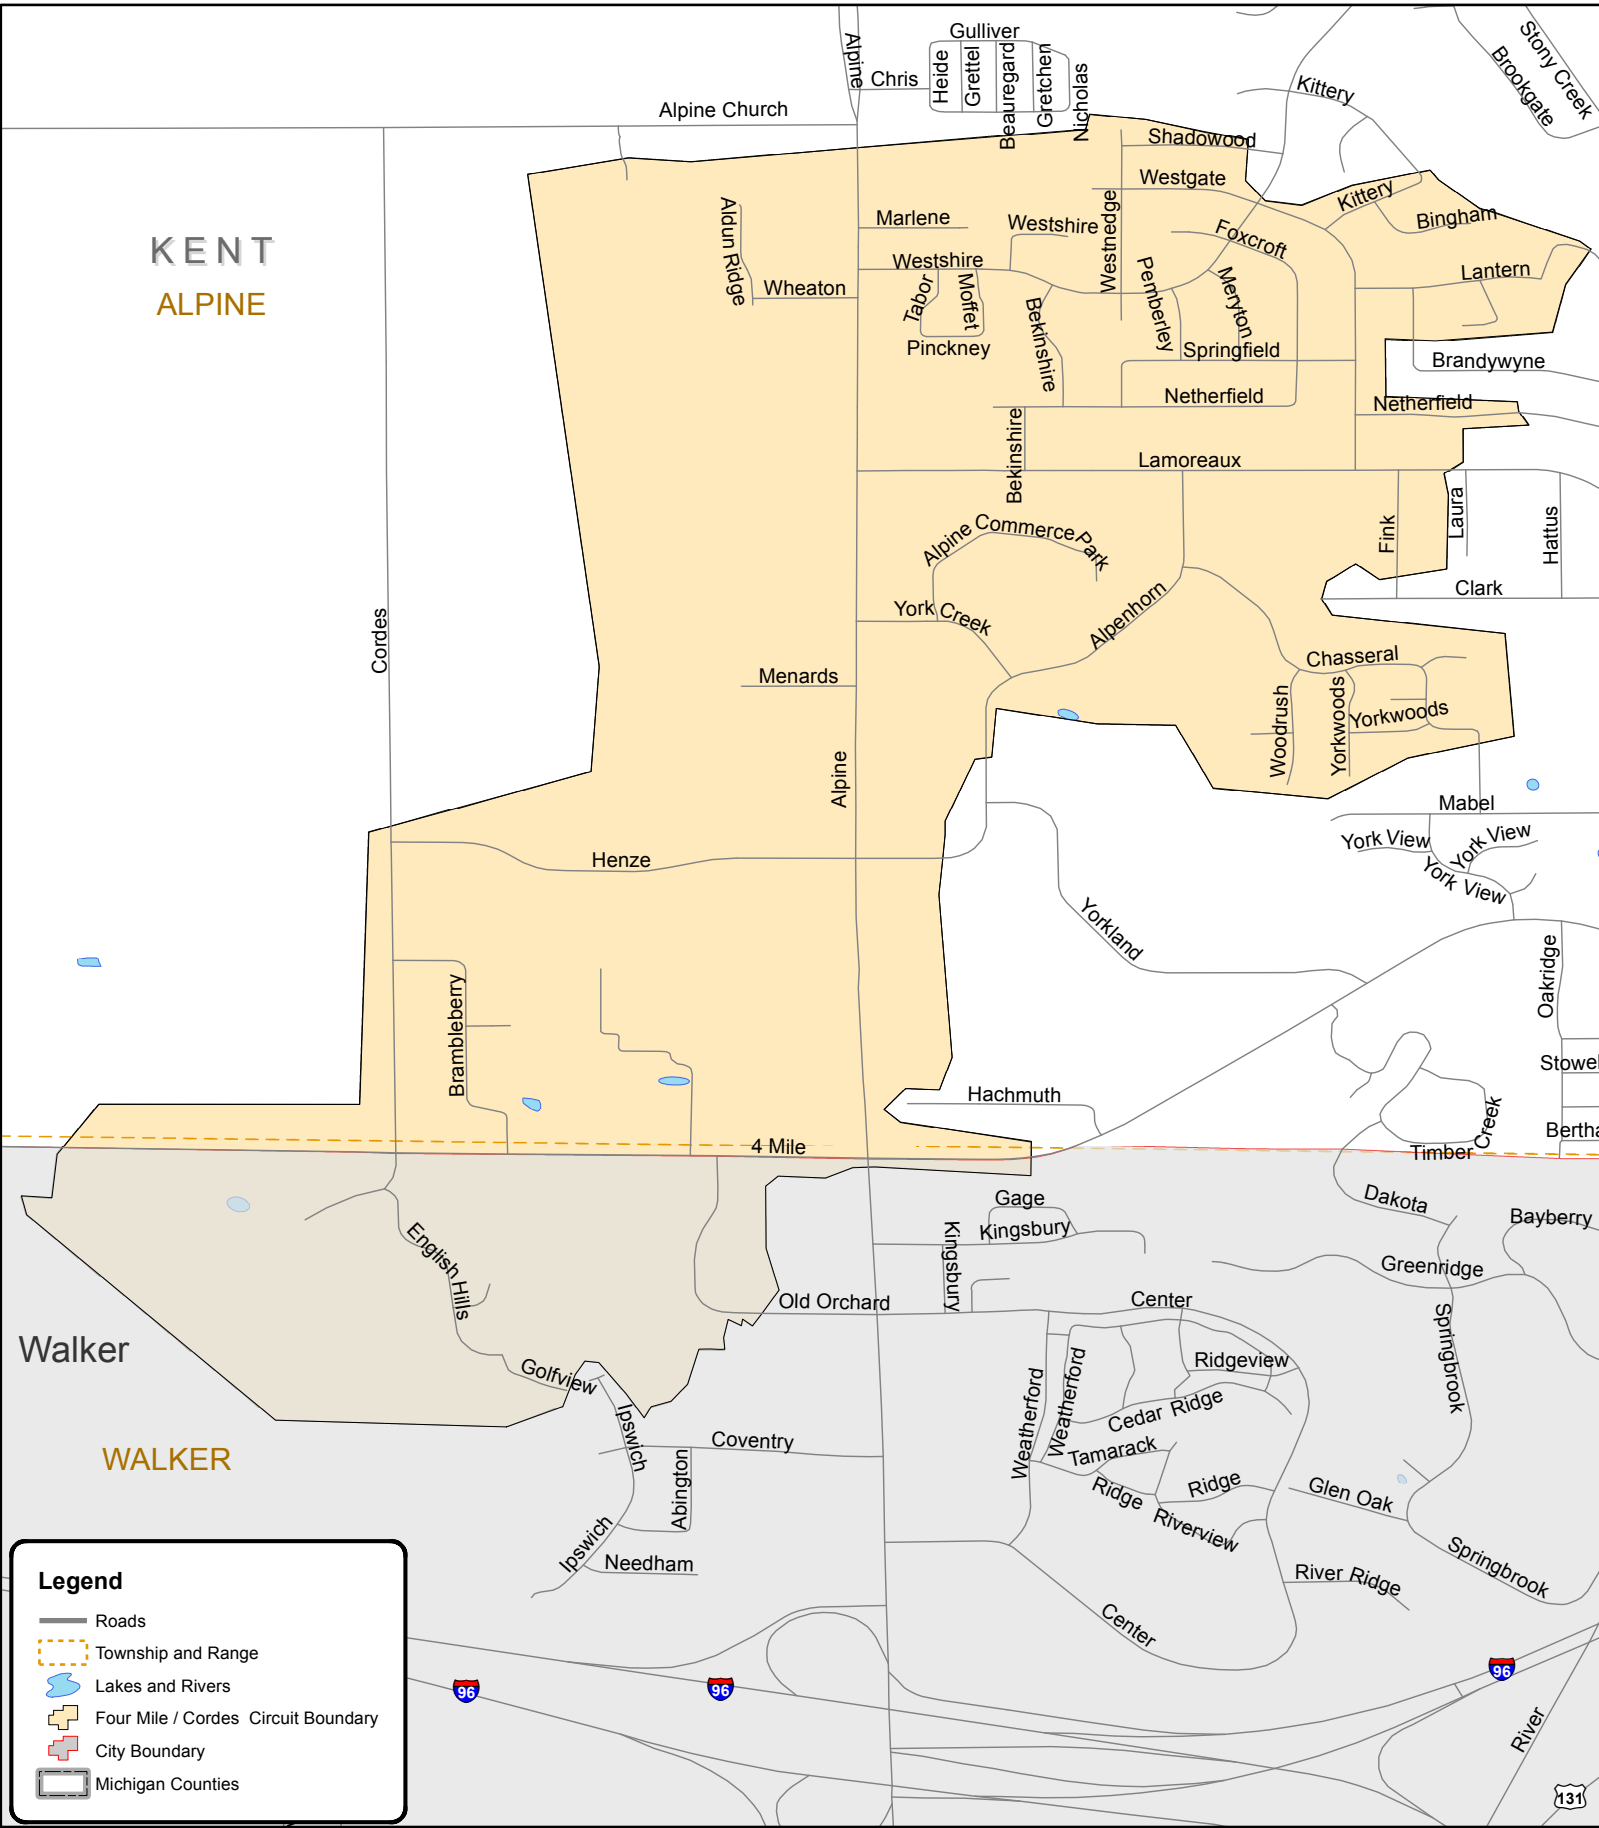 Gulliver
Alpine
Chris
Heide
Grettel
Beauregard
Gretchen
Nicholas
Stony Creek
Brookgate
Kittery
Alpine Church
Shadowood
Westgate
Kittery
Bingham
Aldun Ridge
Marlene
Westshire
Westnedge
Foxcroft
KENT
ALPINE
Westshire
Wheaton
Tabor
Moffet
Bekinshire
Pemberley
Meryton
Lantern
Pinckney
Springfield
Brandywyne
Netherfield
Netherfield
Bekinshire
Lamoreaux
Fink
Laura
Hattus
Alpine Commerce Park
Clark
Cordes
York Creek
Alpenhorn
Menards
Chasseral
Woodrush
Yorkwoods
Yorkwoods
Alpine
Mabel
York View
York View
York View
Henze
Yorkland
Oakridge
Brambleberry
Stowel
Hachmuth
Creek
Bertha
4 Mile
Timber
Gage
Dakota
Bayberry
Kingsbury
Kingsbury
English Hills
Greenridge
Old Orchard
Center
Springbrook
Walker
Golfview
Ridgeview
Weatherford
Weatherford
Cedar Ridge
Ipswich
Coventry
Tamarack
WALKER
Abington
Ridge
Ridge
Glen Oak
Riverview
Ipswich
Needham
Springbrook
River Ridge
Center
96
96
96
River
131
Legend
Roads
Township and Range
Lakes and Rivers
Four Mile / Cordes Circuit Boundary
City Boundary
Michigan Counties